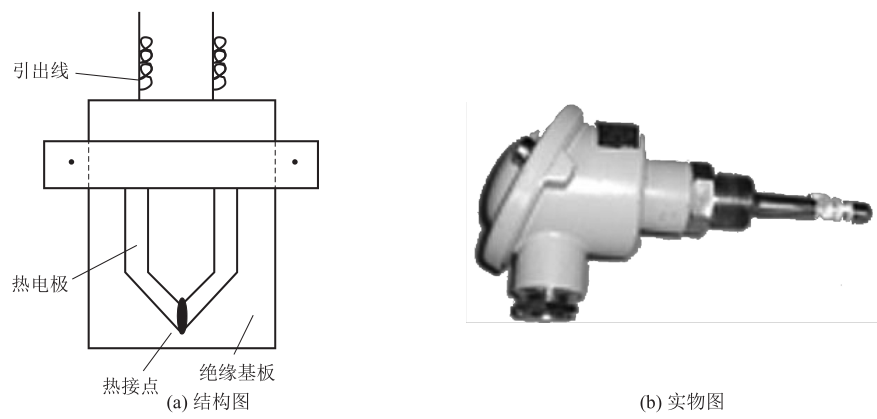 引出线
热电极
热接点
绝缘基板
(a) 结构图
(b) 实物图